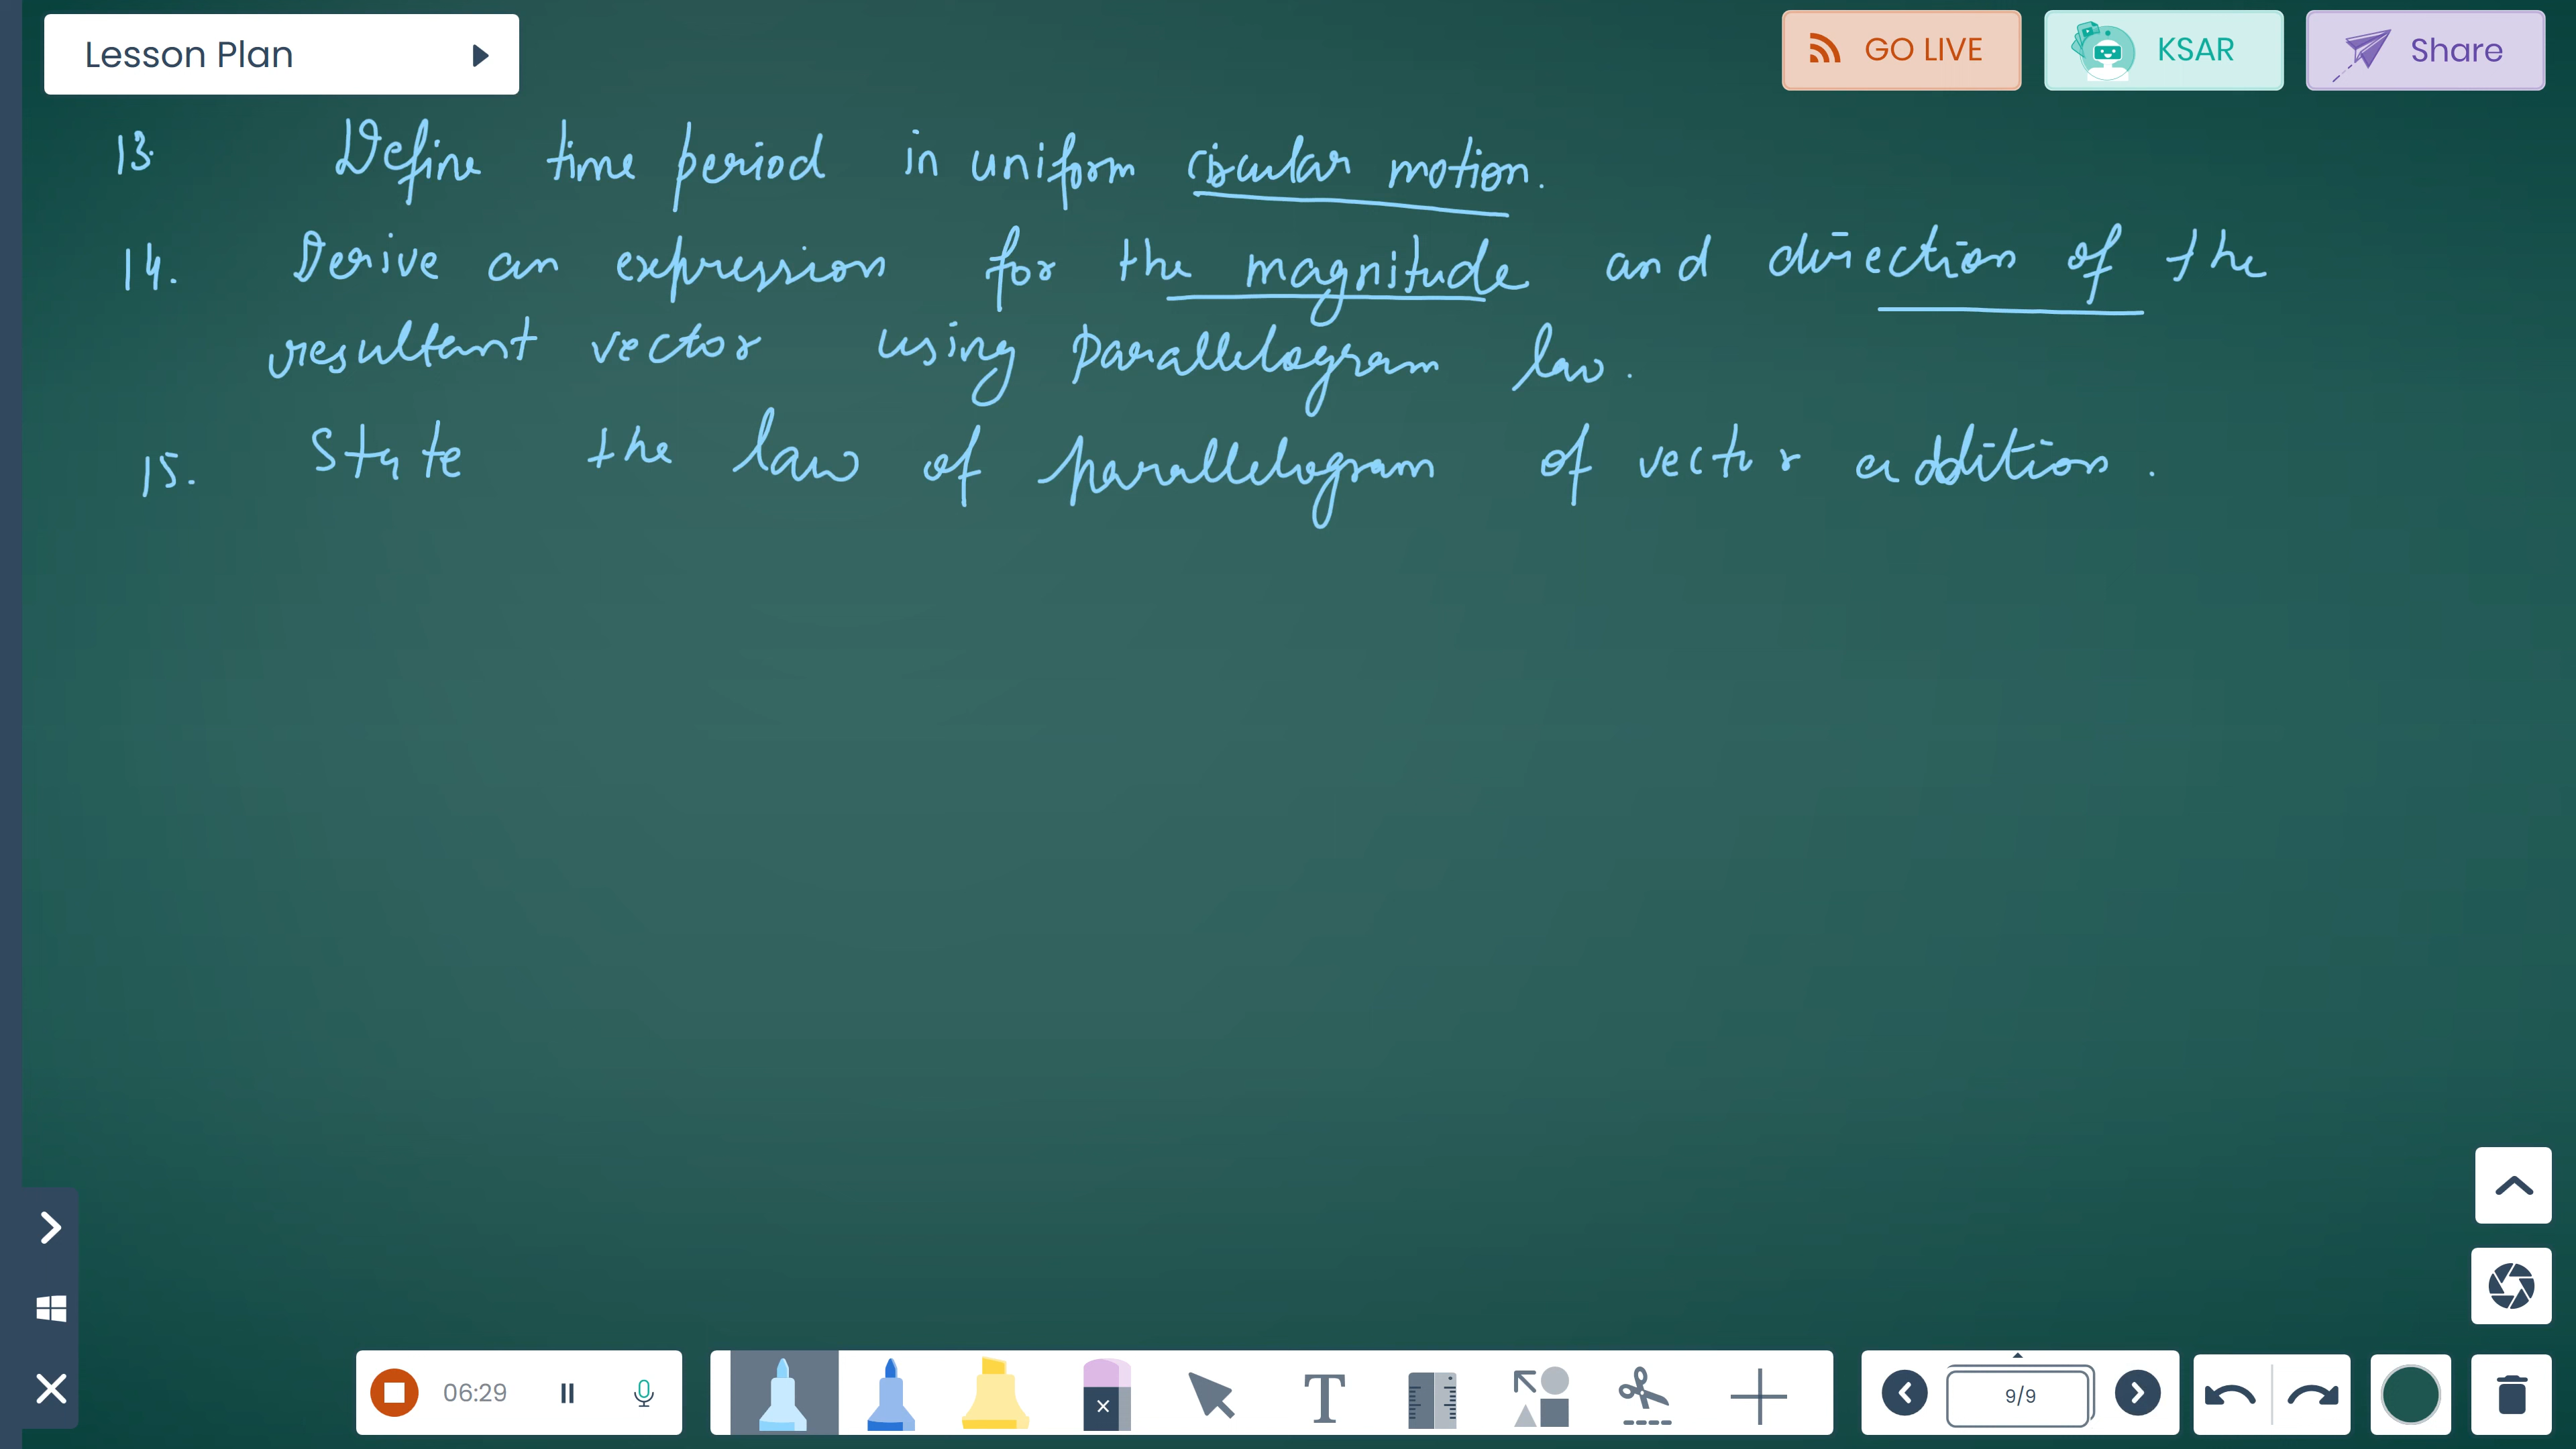 Lesson Plan
GO LIVE
KSAR
Share
13. Define time period in uniform circular motion.
14. Derive an expression for the magnitude and direction of the
resultant vector using parallelogram law.
15. State the law of parallelogram of vector addition.
06:29
T
9/9